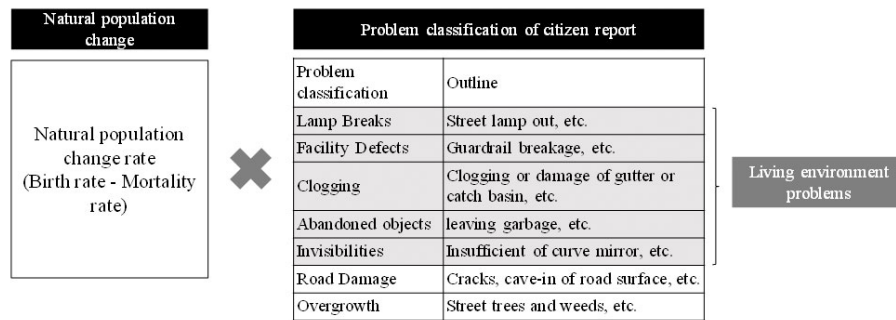 Natural population
change
Problem classification of citizen report
Natural population
change rate
(Birth rate - Mortality
rate)
Problem
classification
Outline
Lamp Breaks
Street lamp out, etc.
Facility Defects
Guardrail breakage, etc.
Clogging
Clogging or damage of gutter or
catch basin, etc.
Abandoned objects
leaving garbage, etc.
Invisibilities
Insufficient of curve mirror, etc.
Road Damage
Cracks, cave-in of road surface, etc.
Overgrowth
Street trees and weeds, etc.
Living environment
problems